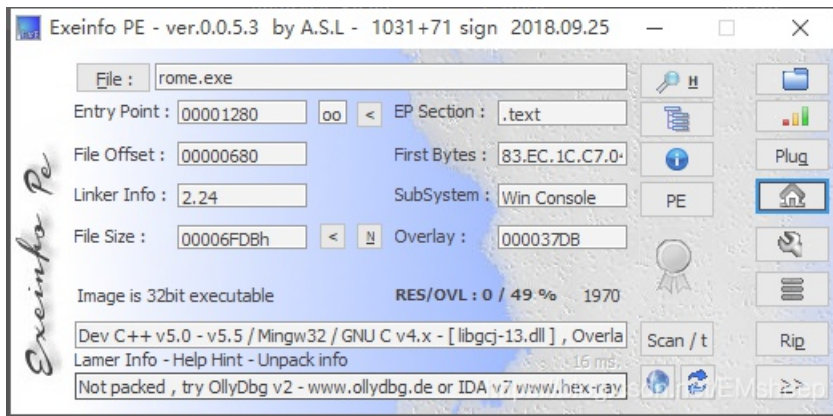 Exeinfo PE - ver.0.0.5.3 by A.S.L - 1031+71 sign 2018.09.25
File : rome.exe H
Entry Point : 00001280 oo < EP Section : .text
File Offset : 00000680 First Bytes : 83.EC.1C.C7.0 Plug
Linker Info : 2.24 SubSystem : Win Console PE
File Size : 00006FDBh < N Overlay : 000037DB
Image is 32bit executable RES/OVL : 0 / 49 % 1970
Exeinfo Pe
Dev C++ v5.0 - v5.5 / Mingw32 / GNU C v4.x - [ libgcj-13.dll ] , Overla Scan / t Rip
Lamer Info - Help Hint - Unpack info 16 ms.
Not packed , try OllyDbg v2 - www.ollydbg.de or IDA v7 www.hex-ray >>